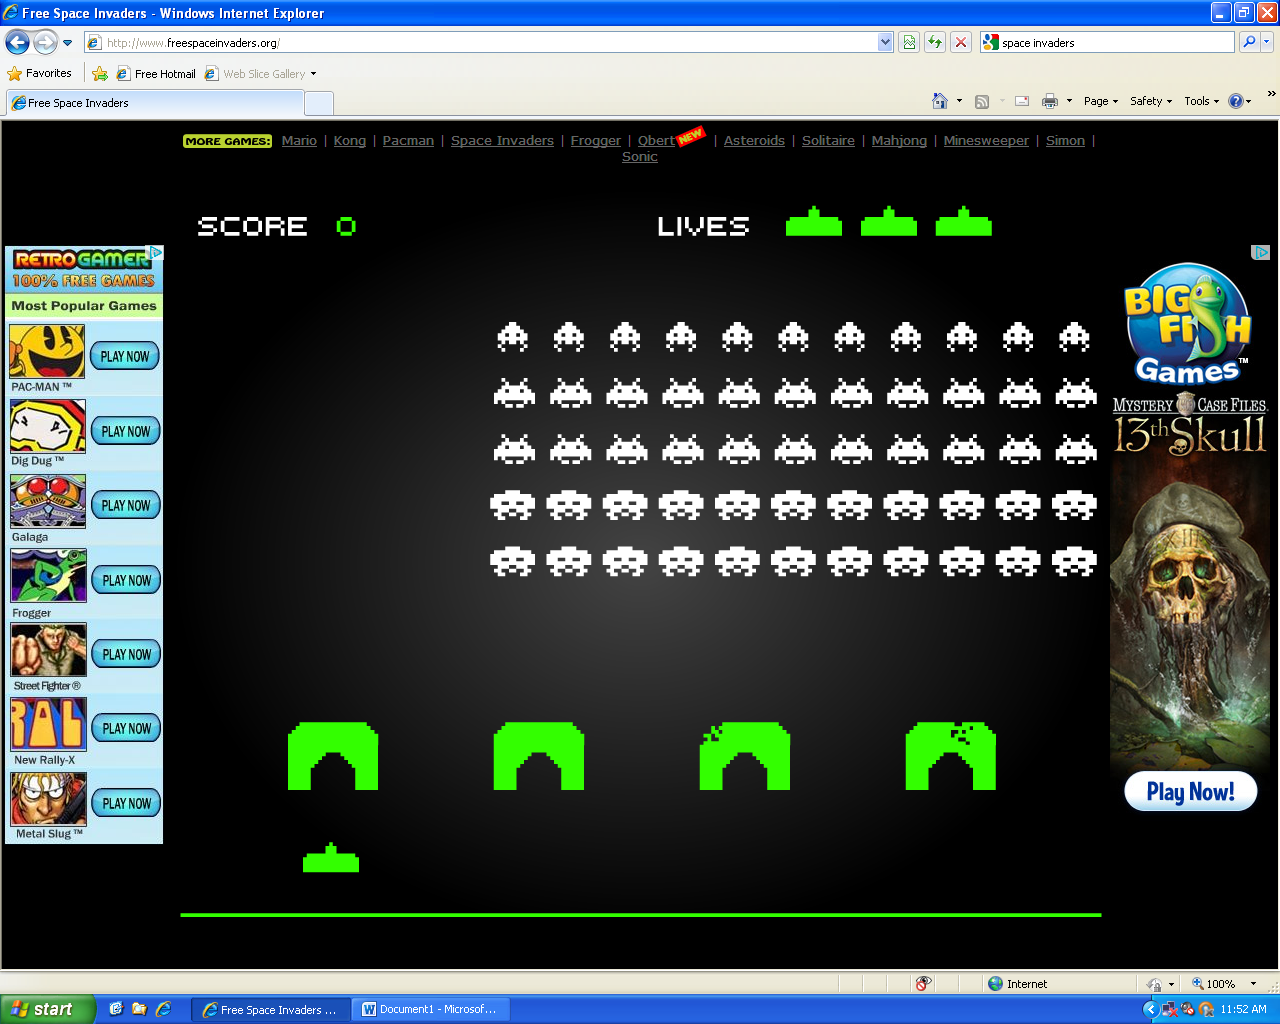 Free Space Invaders - Windows Internet Explorer
http://www.freespaceinvaders.org/
space invaders
Favorites
Free Hotmail
Web Slice Gallery
Free Space Invaders
Page
Safety
Tools
MORE GAMES:
Mario | Kong | Pacman | Space Invaders | Frogger | Qbert NEW | Asteroids | Solitaire | Mahjong | Minesweeper | Simon |
Sonic
SCORE 0
LIVES
RETROGAMER
100% FREE GAMES
Most Popular Games
PLAY NOW
PAC-MAN ™
PLAY NOW
Dig Dug ™
PLAY NOW
Galaga
PLAY NOW
Frogger
PLAY NOW
Street Fighter ®
RAL
PLAY NOW
New Rally-X
PLAY NOW
Metal Slug ™
BIG
FISH
Games™
MYSTERY CASE FILES.
13th Skull
XIII
Play Now!
Internet
100%
start
Free Space Invaders ...
Document1 - Microsof...
11:52 AM